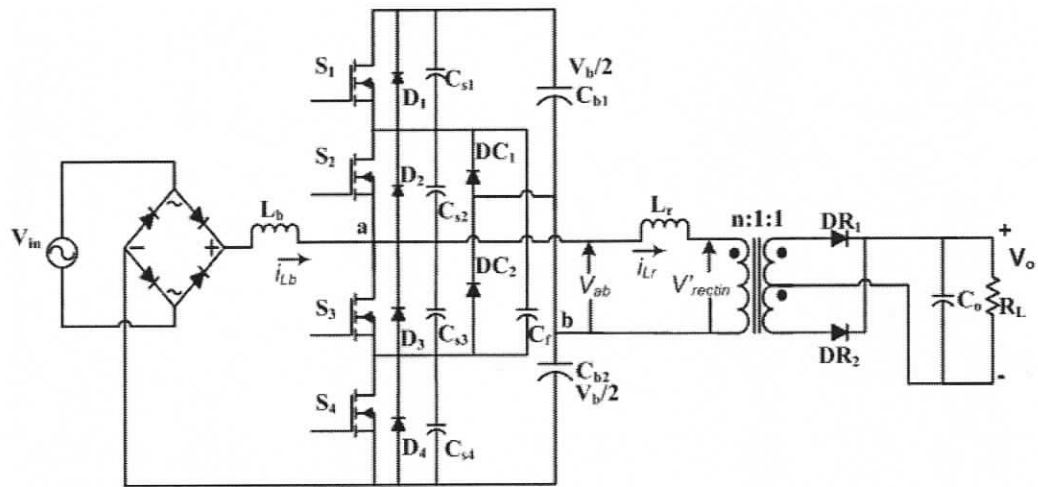 S1
D1
Cs1
Vb/2
Cb1
S2
D2
Cs2
DC1
Vin
~
-
+
~
Lb
iLb
a
Lr
iLr
n:1:1
DR1
+
Vo
Vab
V'rectin
DC2
S3
D3
Cs3
Cf
b
Co
RL
DR2
-
Cb2
Vb/2
S4
D4
Cs4